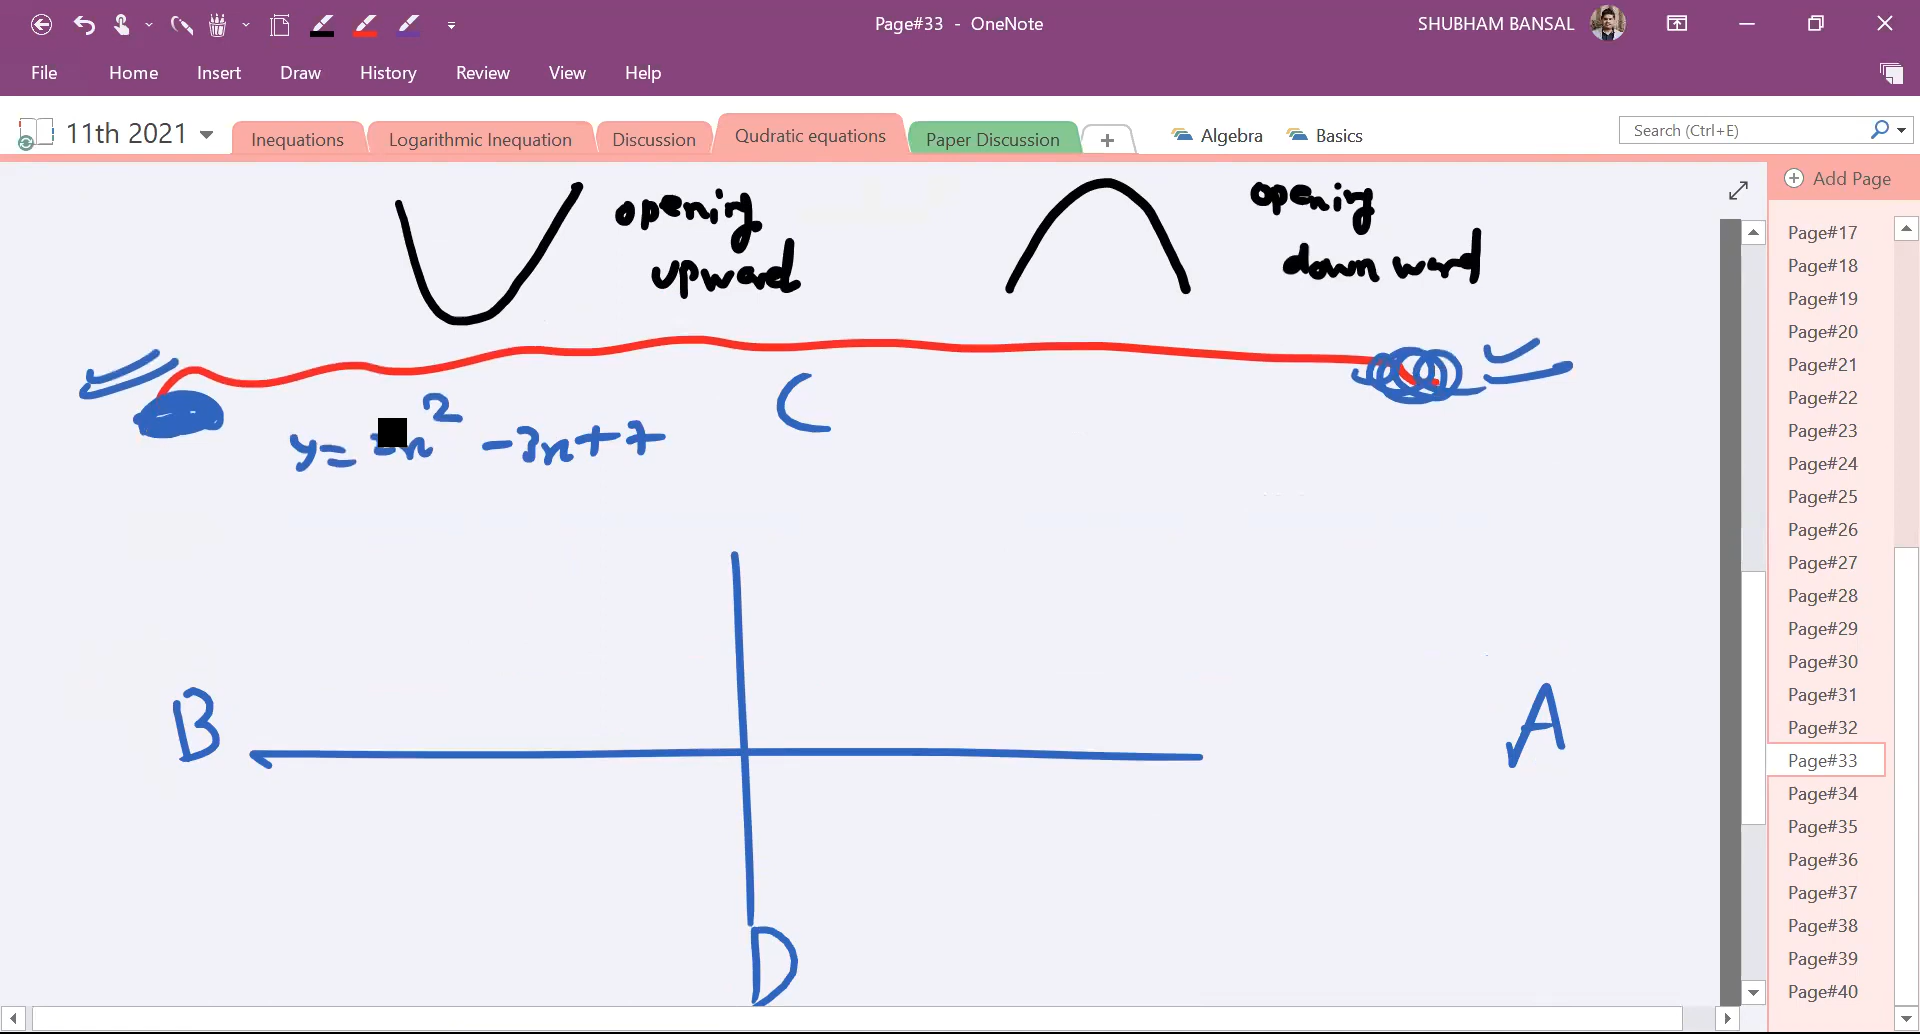 Page#33 - OneNote
SHUBHAM BANSAL
File Home Insert Draw History Review View Help
11th 2021
Inequations
Logarithmic Inequation
Discussion
Qudratic equations
Paper Discussion
Algebra
Basics
Search (Ctrl+E)
Add Page
opening
upward
opening
downward
C
- 3x + 7
B
A
D
Page#17
Page#18
Page#19
Page#20
Page#21
Page#22
Page#23
Page#24
Page#25
Page#26
Page#27
Page#28
Page#29
Page#30
Page#31
Page#32
Page#33
Page#34
Page#35
Page#36
Page#37
Page#38
Page#39
Page#40